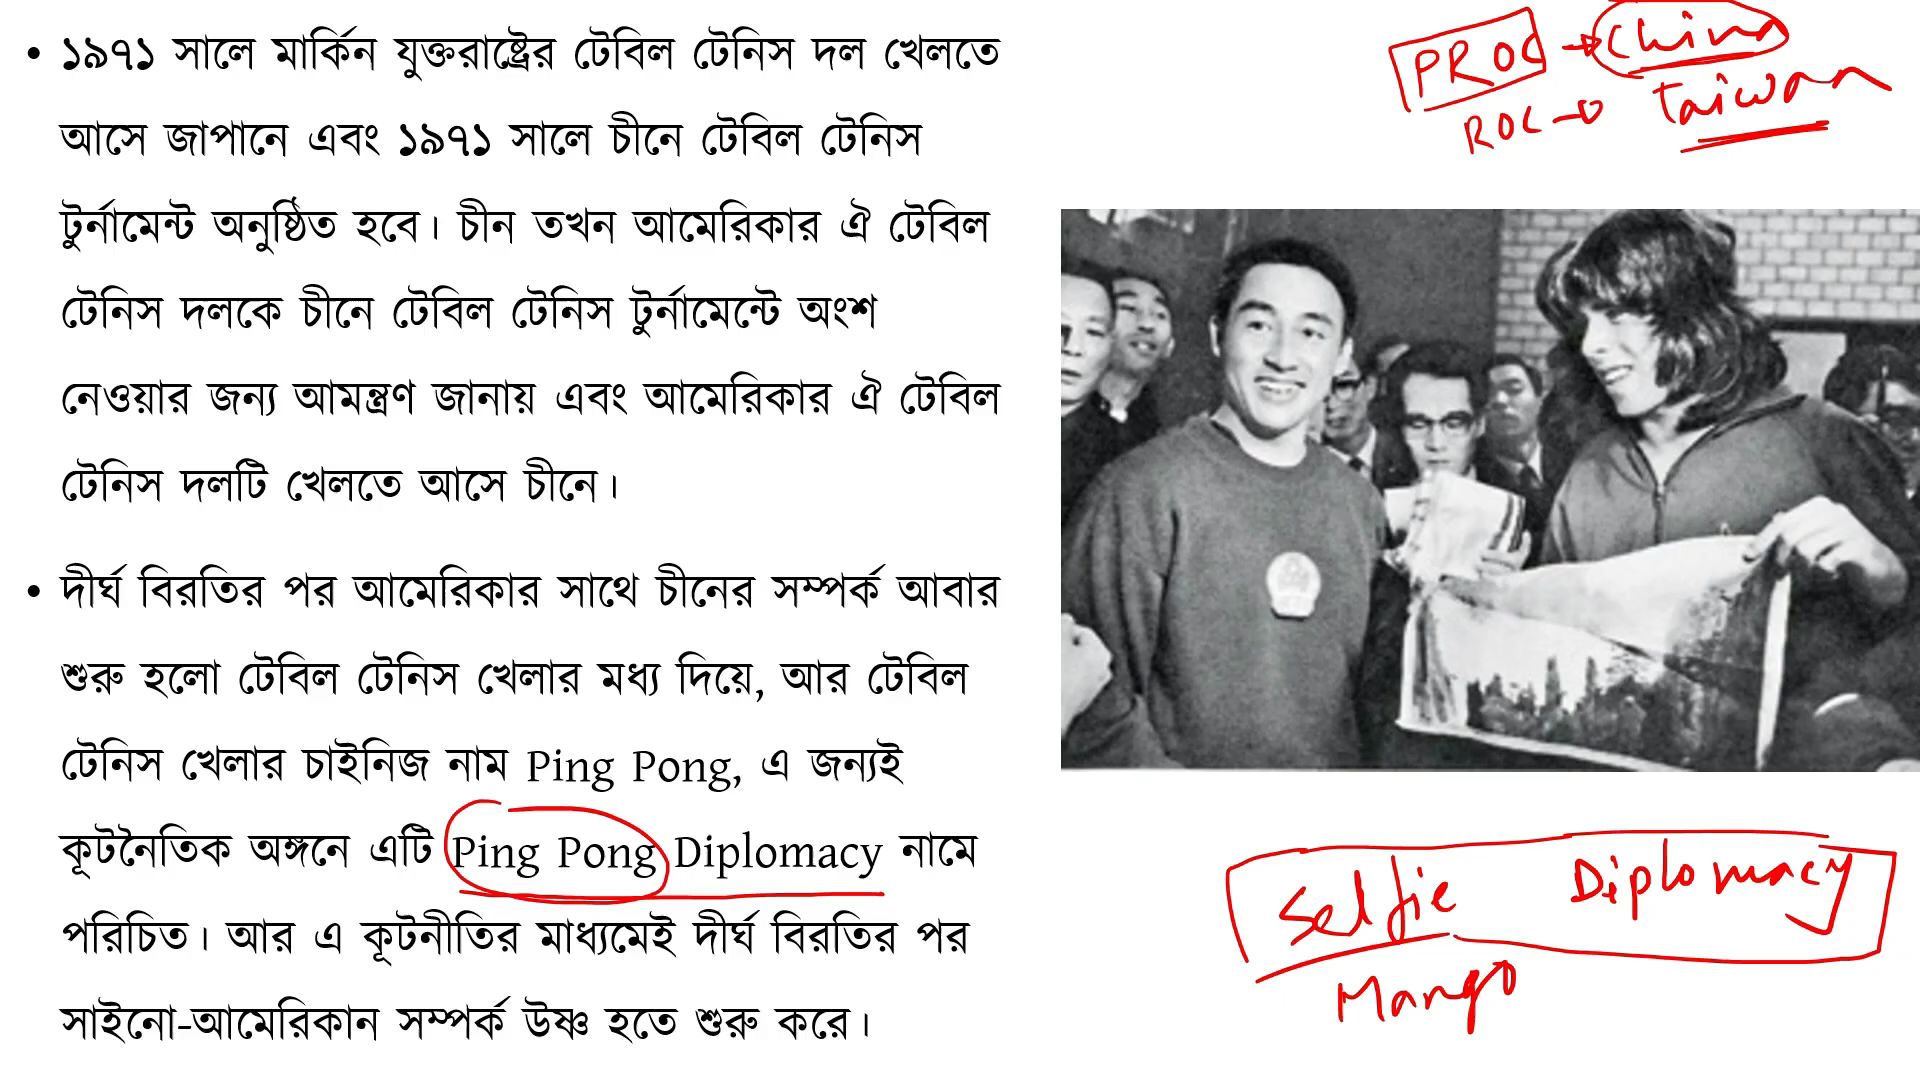 • ১৯৭১ সালে মার্কিন যুক্তরাষ্ট্রের টেবিল টেনিস দল খেলতে
আসে জাপানে এবং ১৯৭১ সালে চীনে টেবিল টেনিস
টুর্নামেন্ট অনুষ্ঠিত হবে। চীন তখন আমেরিকার ঐ টেবিল
টেনিস দলকে চীনে টেবিল টেনিস টুর্নামেন্টে অংশ
নেওয়ার জন্য আমন্ত্রণ জানায় এবং আমেরিকার ঐ টেবিল
টেনিস দলটি খেলতে আসে চীনে।
• দীর্ঘ বিরতির পর আমেরিকার সাথে চীনের সম্পর্ক আবার
শুরু হলো টেবিল টেনিস খেলার মধ্য দিয়ে, আর টেবিল
টেনিস খেলার চাইনিজ নাম Ping Pong, এ জন্যই
কূটনৈতিক অঙ্গনে এটি Ping Pong Diplomacy নামে
পরিচিত। আর এ কূটনীতির মাধ্যমেই দীর্ঘ বিরতির পর
সাইনো-আমেরিকান সম্পর্ক উষ্ণ হতে শুরু করে।
PROC → China
ROC → Taiwan
Selfie Diplomacy
Mango